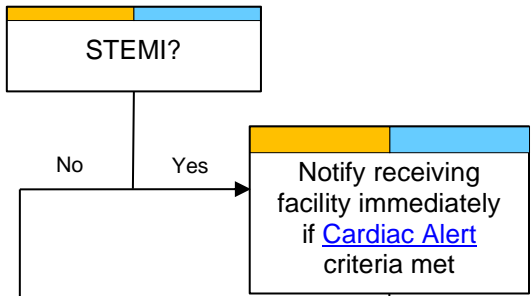 STEMI?
No
Yes
Notify receiving
facility immediately
if Cardiac Alert
criteria met